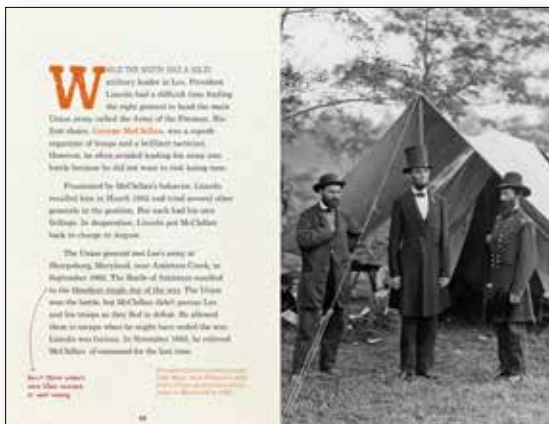 WHILE THE SOUTH HAD A SOLID
military leader in Lee, President
Lincoln had a difficult time finding
the right general to head the main
Union army, called the Army of the Potomac. His
first choice, George McClellan, was a superb
organizer of troops and a brilliant tactician.
However, he often avoided leading his army into
battle because he did not want to risk losing men.
Frustrated by McClellan's behavior, Lincoln
recalled him in March 1862 and tried several other
generals in the position. But each had his own
failings. In desperation, Lincoln put McClellan
back in charge in August.
The Union general met Lee's army at
Sharpsburg, Maryland, near Antietam Creek, in
September 1862. The Battle of Antietam resulted
in the bloodiest single day of the war. The Union
won the battle, but McClellan didn't pursue Lee
and his troops as they fled in defeat. He allowed
them to escape when he might have ended the war.
Lincoln was furious. In November 1862, he relieved
McClellan of command for the last time.